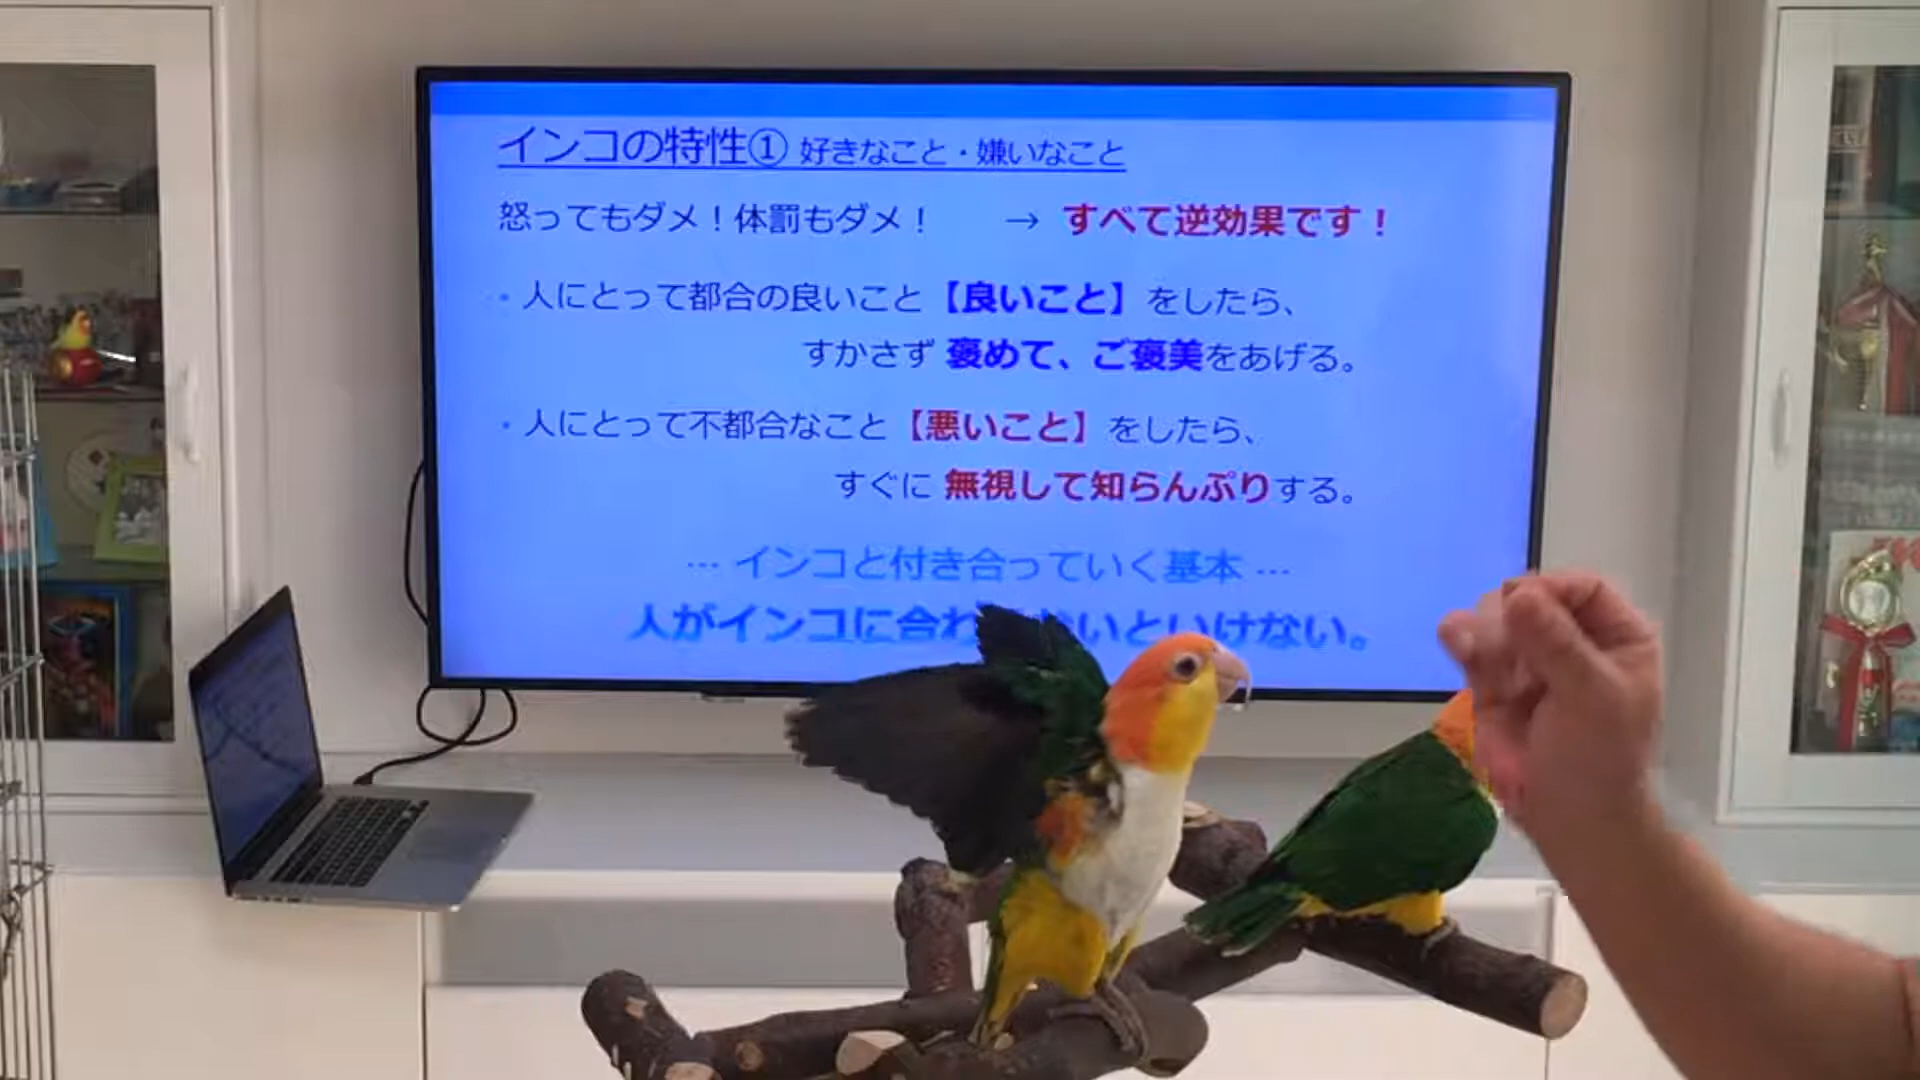 インコの特性① 好きなこと・嫌いなこと
怒ってもダメ！体罰もダメ！ → すべて逆効果です！
・人にとって都合の良いこと【良いこと】をしたら、
すかさず 褒めて、ご褒美をあげる。
・人にとって不都合なこと【悪いこと】をしたら、
すぐに 無視して知らんぷりする。
… インコと付き合っていく基本 …
人がインコに合わ ないといけない。